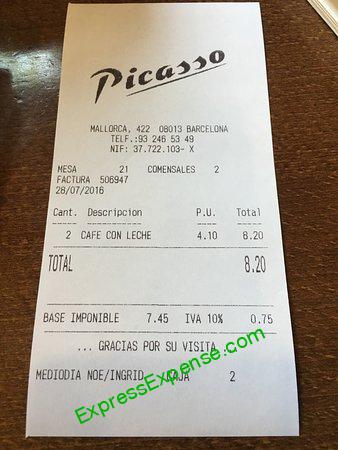 Picasso
MALLORCA, 422 08013 BARCELONA
TELF.:93 246 53 49
NIF: 37.722.103- X
MESA 21 COMENSALES 2
FACTURA 506947
28/07/2016
Cant. Descripcion P.U. Total
2 CAFE CON LECHE 4.10 8.20
TOTAL 8.20
BASE IMPONIBLE 7.45 IVA 10% 0.75
... GRACIAS POR SU VISITA
MEDIODIA NOE/INGRID CAJA 2
ExpressExpense.com